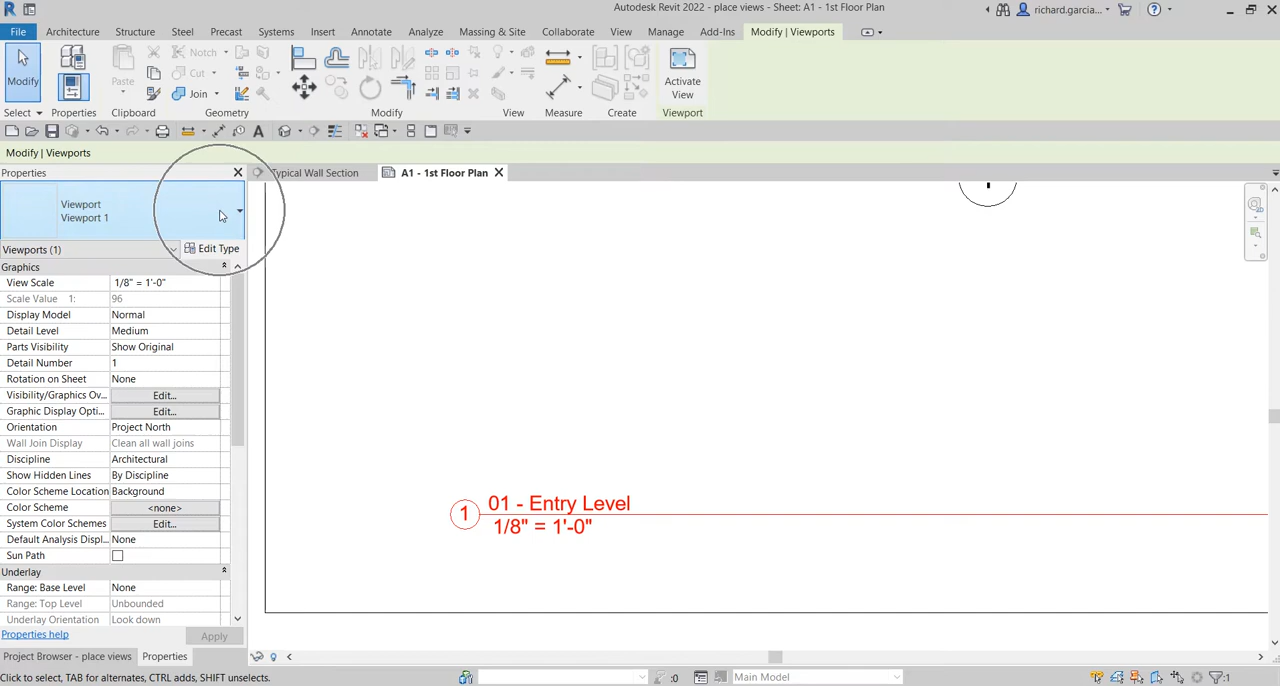 Autodesk Revit 2022 - place views - Sheet: A1 - 1st Floor Plan
richard.garcia...
File Architecture Structure Steel Precast Systems Insert Annotate Analyze Massing & Site Collaborate View Manage Add-Ins Modify | Viewports
Modify
Paste
Notch
Cut
Join
Activate
View
Select Properties Clipboard Geometry Modify View Measure Create Viewport
Modify | Viewports
Properties
Typical Wall Section
A1 - 1st Floor Plan
Viewport
Viewport 1
Viewports (1)
Edit Type
Graphics
View Scale 1/8" = 1'-0"
Scale Value 1: 96
Display Model Normal
Detail Level Medium
Parts Visibility Show Original
Detail Number 1
Rotation on Sheet None
Visibility/Graphics Ov... Edit...
Graphic Display Opti... Edit...
Orientation Project North
Wall Join Display Clean all wall joins
Discipline Architectural
Show Hidden Lines By Discipline
Color Scheme Location Background
Color Scheme <none>
System Color Schemes Edit...
Default Analysis Displ... None
Sun Path
Underlay
Range: Base Level None
Range: Top Level Unbounded
Underlay Orientation Look down
Properties help
Apply
Project Browser - place views
Properties
1
01 - Entry Level
1/8" = 1'-0"
Click to select, TAB for alternates, CTRL adds, SHIFT unselects.
:0
Main Model
:1